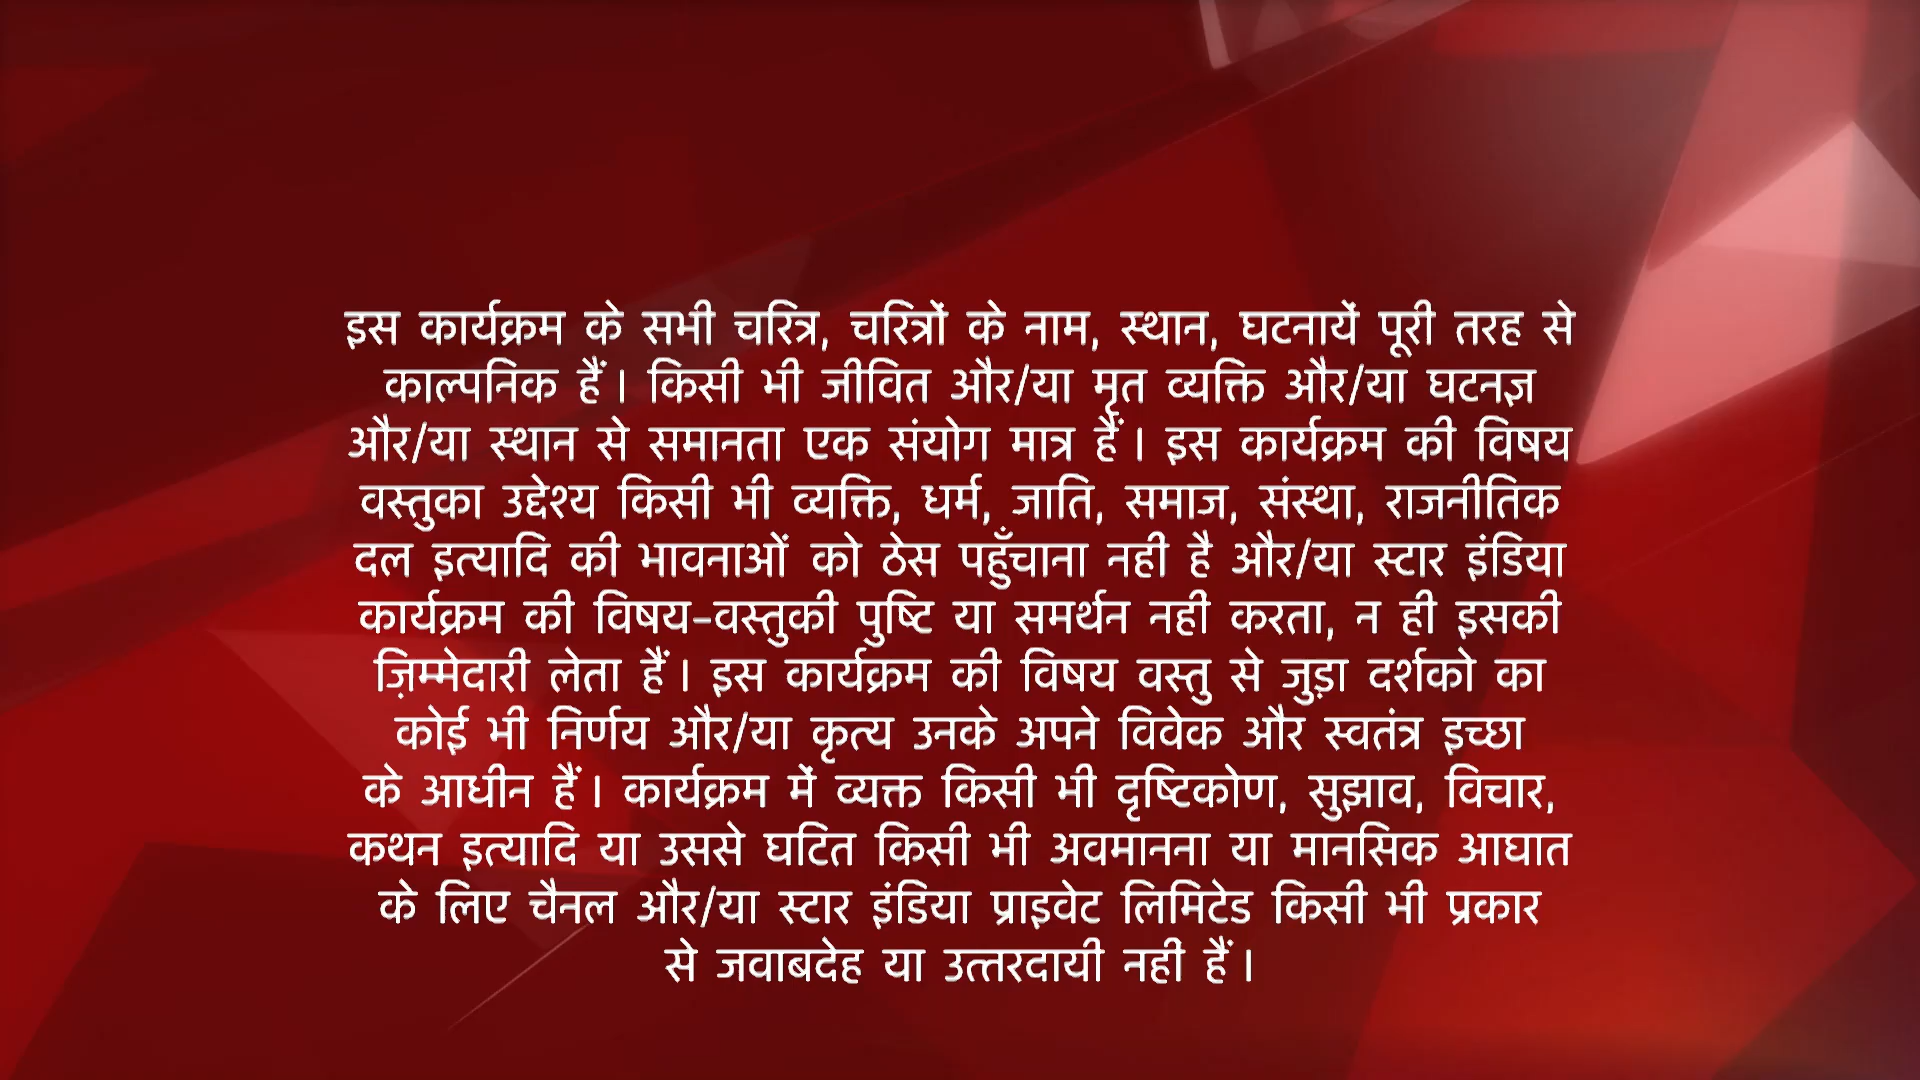 इस कार्यक्रम के सभी चरित्र, चरित्रों के नाम, स्थान, घटनायें पूरी तरह से
काल्पनिक हैं। किसी भी जीवित और/या मृत व्यक्ति और/या घटनज्ञ
और/या स्थान से समानता एक संयोग मात्र हैं। इस कार्यक्रम की विषय
वस्तुका उद्देश्य किसी भी व्यक्ति, धर्म, जाति, समाज, संस्था, राजनीतिक
दल इत्यादि की भावनाओं को ठेस पहुँचाना नही है और/या स्टार इंडिया
कार्यक्रम की विषय-वस्तुकी पुष्टि या समर्थन नही करता, न ही इसकी
ज़िम्मेदारी लेता हैं। इस कार्यक्रम की विषय वस्तु से जुड़ा दर्शको का
कोई भी निर्णय और/या कृत्य उनके अपने विवेक और स्वतंत्र इच्छा
के आधीन हैं। कार्यक्रम में व्यक्त किसी भी दृष्टिकोण, सुझाव, विचार,
कथन इत्यादि या उससे घटित किसी भी अवमानना या मानसिक आघात
के लिए चैनल और/या स्टार इंडिया प्राइवेट लिमिटेड किसी भी प्रकार
से जवाबदेह या उत्तरदायी नही हैं।